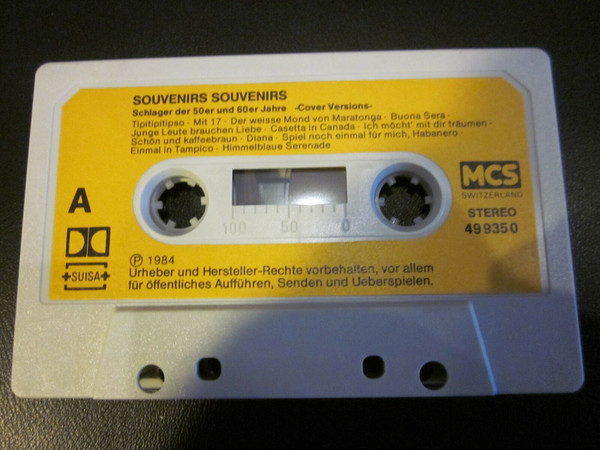 SOUVENIRS SOUVENIRS
Schlager der 50er und 60er Jahre -Cover Versions-
Tipitipitipso · Mit 17 · Der weisse Mond von Maratonga · Buona Sera ·
Junge Leute brauchen Liebe · Casetta in Canada · Ich möcht' mit dir träumen ·
Schön und kaffeebraun · Diana · Spiel noch einmal für mich, Habanero ·
Einmal in Tampico · Himmelblaue Serenade
A
MCS
SWITZERLAND
STEREO
49 935 0
100 50 0
SUISA
Ⓟ 1984
Urheber und Hersteller-Rechte vorbehalten, vor allem
für öffentliches Aufführen, Senden und Ueberspielen.